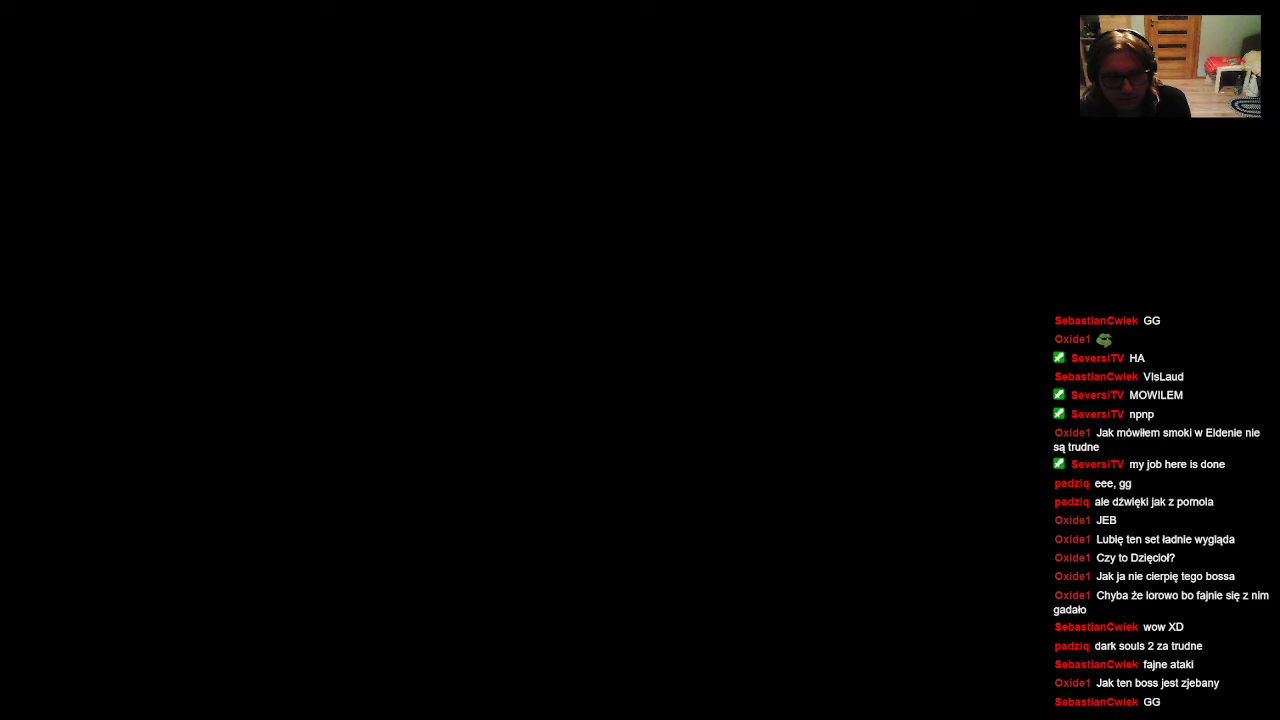 SebastianCwiek GG
Oxide1
SeversiTV HA
SebastianCwiek VisLaud
SeversiTV MOWILEM
SeversiTV npnp
Oxide1 Jak mówiłem smoki w Eldenie nie
są trudne
SeversiTV my job here is done
padziq eee, gg
padziq ale dźwięki jak z pornola
Oxide1 JEB
Oxide1 Lubię ten set ładnie wygląda
Oxide1 Czy to Dzięcioł?
Oxide1 Jak ja nie cierpię tego bossa
Oxide1 Chyba że lorowo bo fajnie się z nim
gadało
SebastianCwiek wow XD
padziq dark souls 2 za trudne
SebastianCwiek fajne ataki
Oxide1 Jak ten boss jest zjebany
SebastianCwiek GG